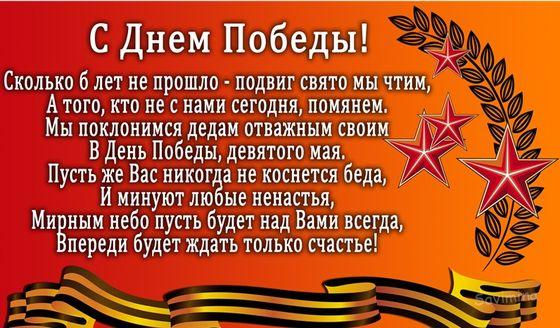 С Днем Победы!
Сколько б лет не прошло - подвиг свято мы чтим,
А того, кто не с нами сегодня, помянем.
Мы поклонимся дедам отважным своим
В День Победы, девятого мая.
Пусть же Вас никогда не коснется беда,
И минуют любые ненастья,
Мирным небо пусть будет над Вами всегда,
Впереди будет ждать только счастье!